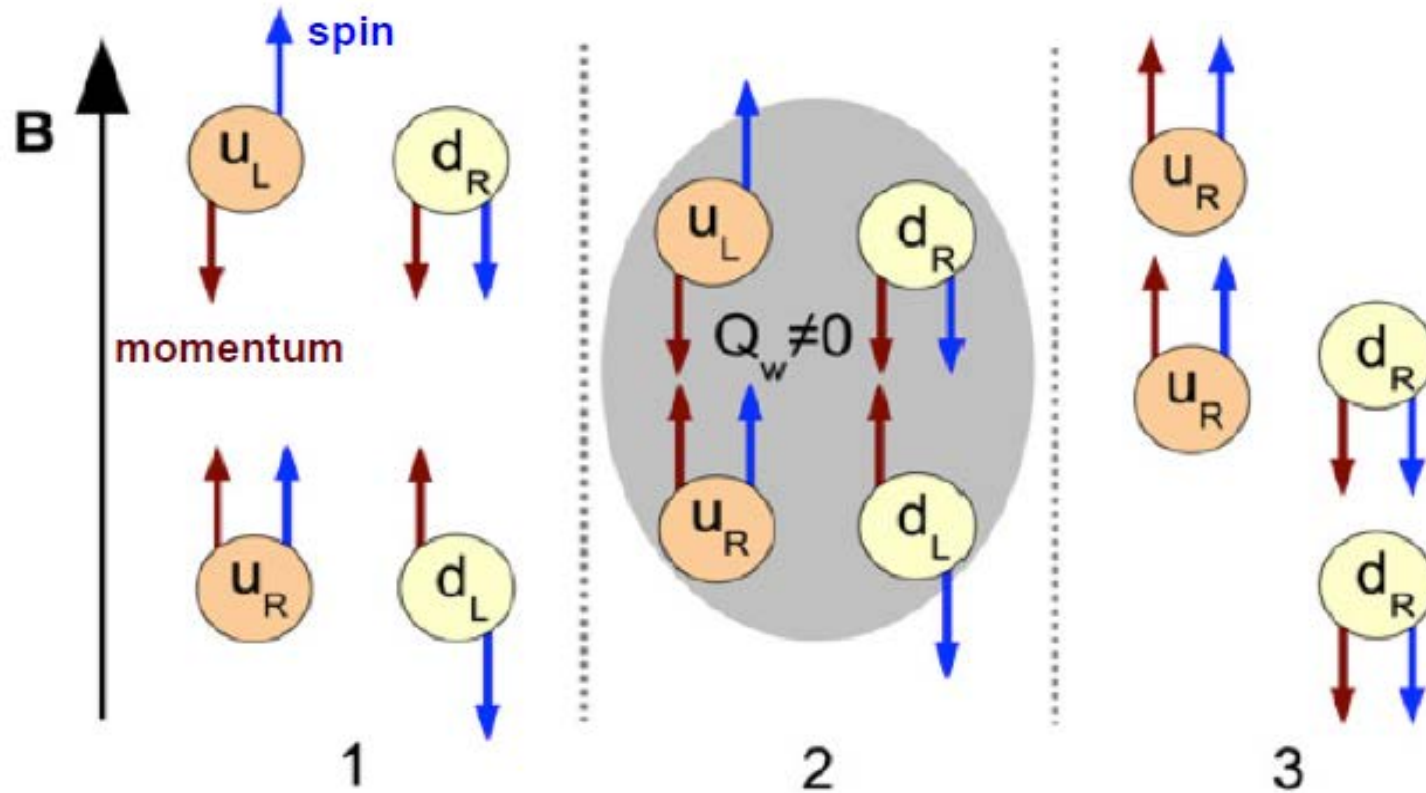 spin
B
u_L
d_R
momentum
u_R
d_L
1
u_L
d_R
Q_w≠0
u_R
d_L
2
u_R
u_R
d_R
d_R
3